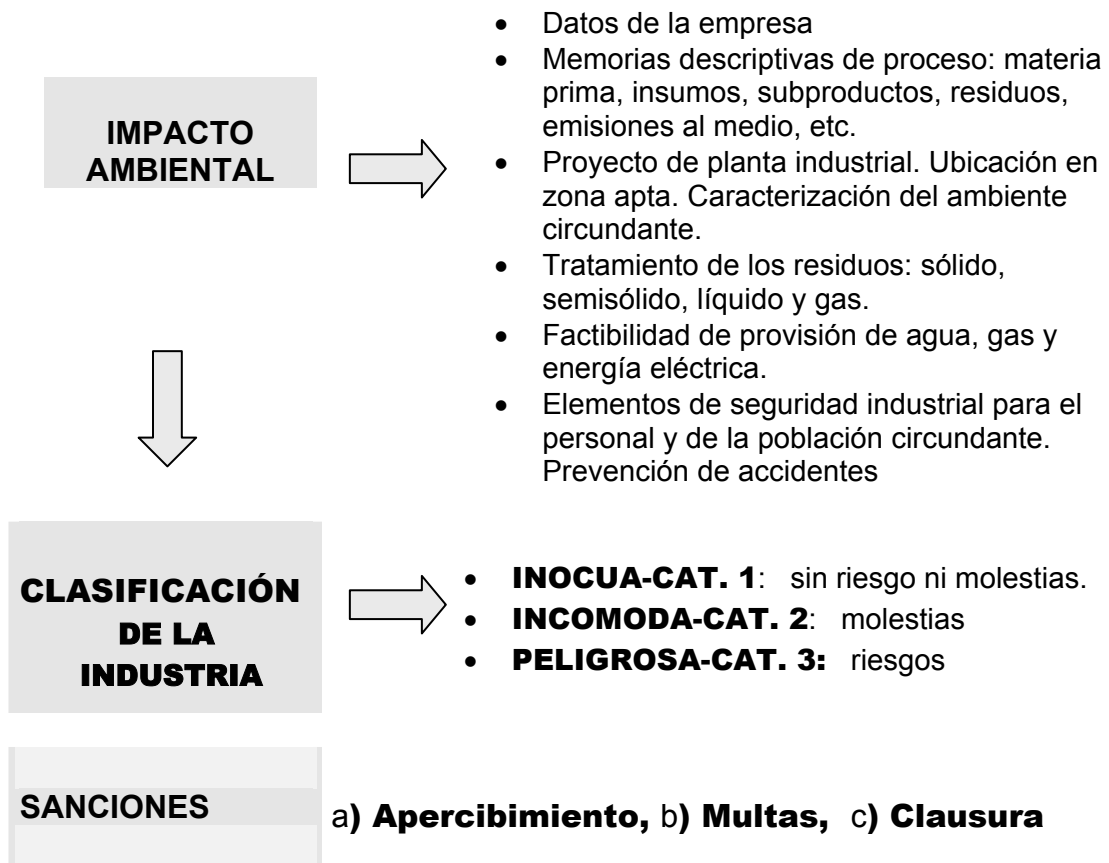 IMPACTO
AMBIENTAL
• Datos de la empresa
• Memorias descriptivas de proceso: materia
prima, insumos, subproductos, residuos,
emisiones al medio, etc.
• Proyecto de planta industrial. Ubicación en
zona apta. Caracterización del ambiente
circundante.
• Tratamiento de los residuos: sólido,
semisólido, líquido y gas.
• Factibilidad de provisión de agua, gas y
energía eléctrica.
• Elementos de seguridad industrial para el
personal y de la población circundante.
Prevención de accidentes
CLASIFICACIÓN
DE LA
INDUSTRIA
• INOCUA-CAT. 1: sin riesgo ni molestias.
• INCOMODA-CAT. 2: molestias
• PELIGROSA-CAT. 3: riesgos
SANCIONES
a) Apercibimiento, b) Multas, c) Clausura